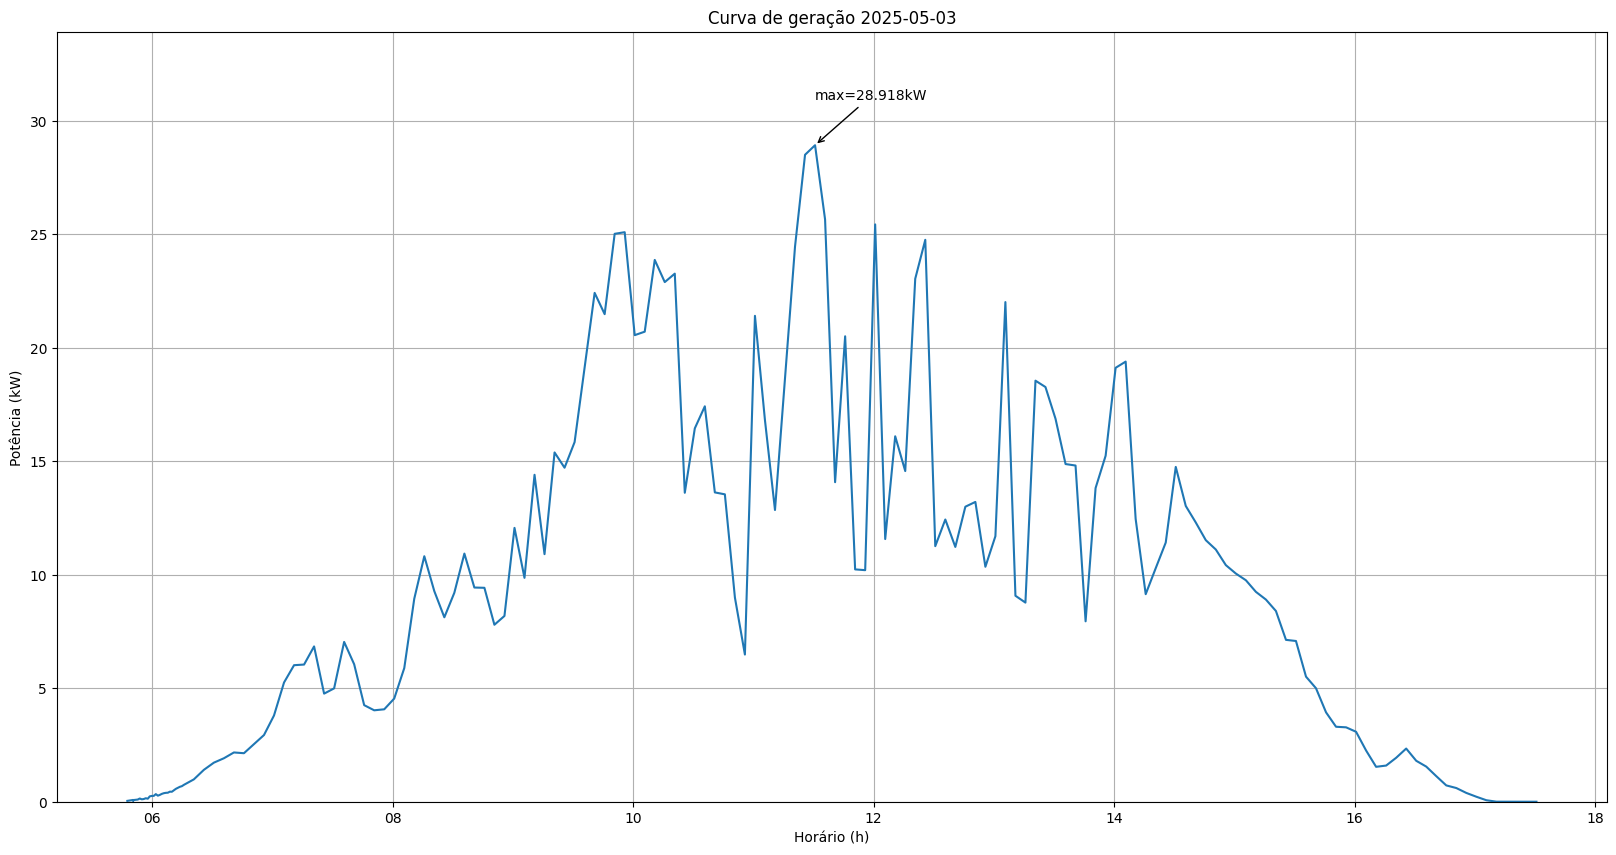 Curva de geração 2025-05-03
max=28.918kW
30
25
20
15
10
5
0
Potência (kW)
06 08 10 12 14 16 18
Horário (h)